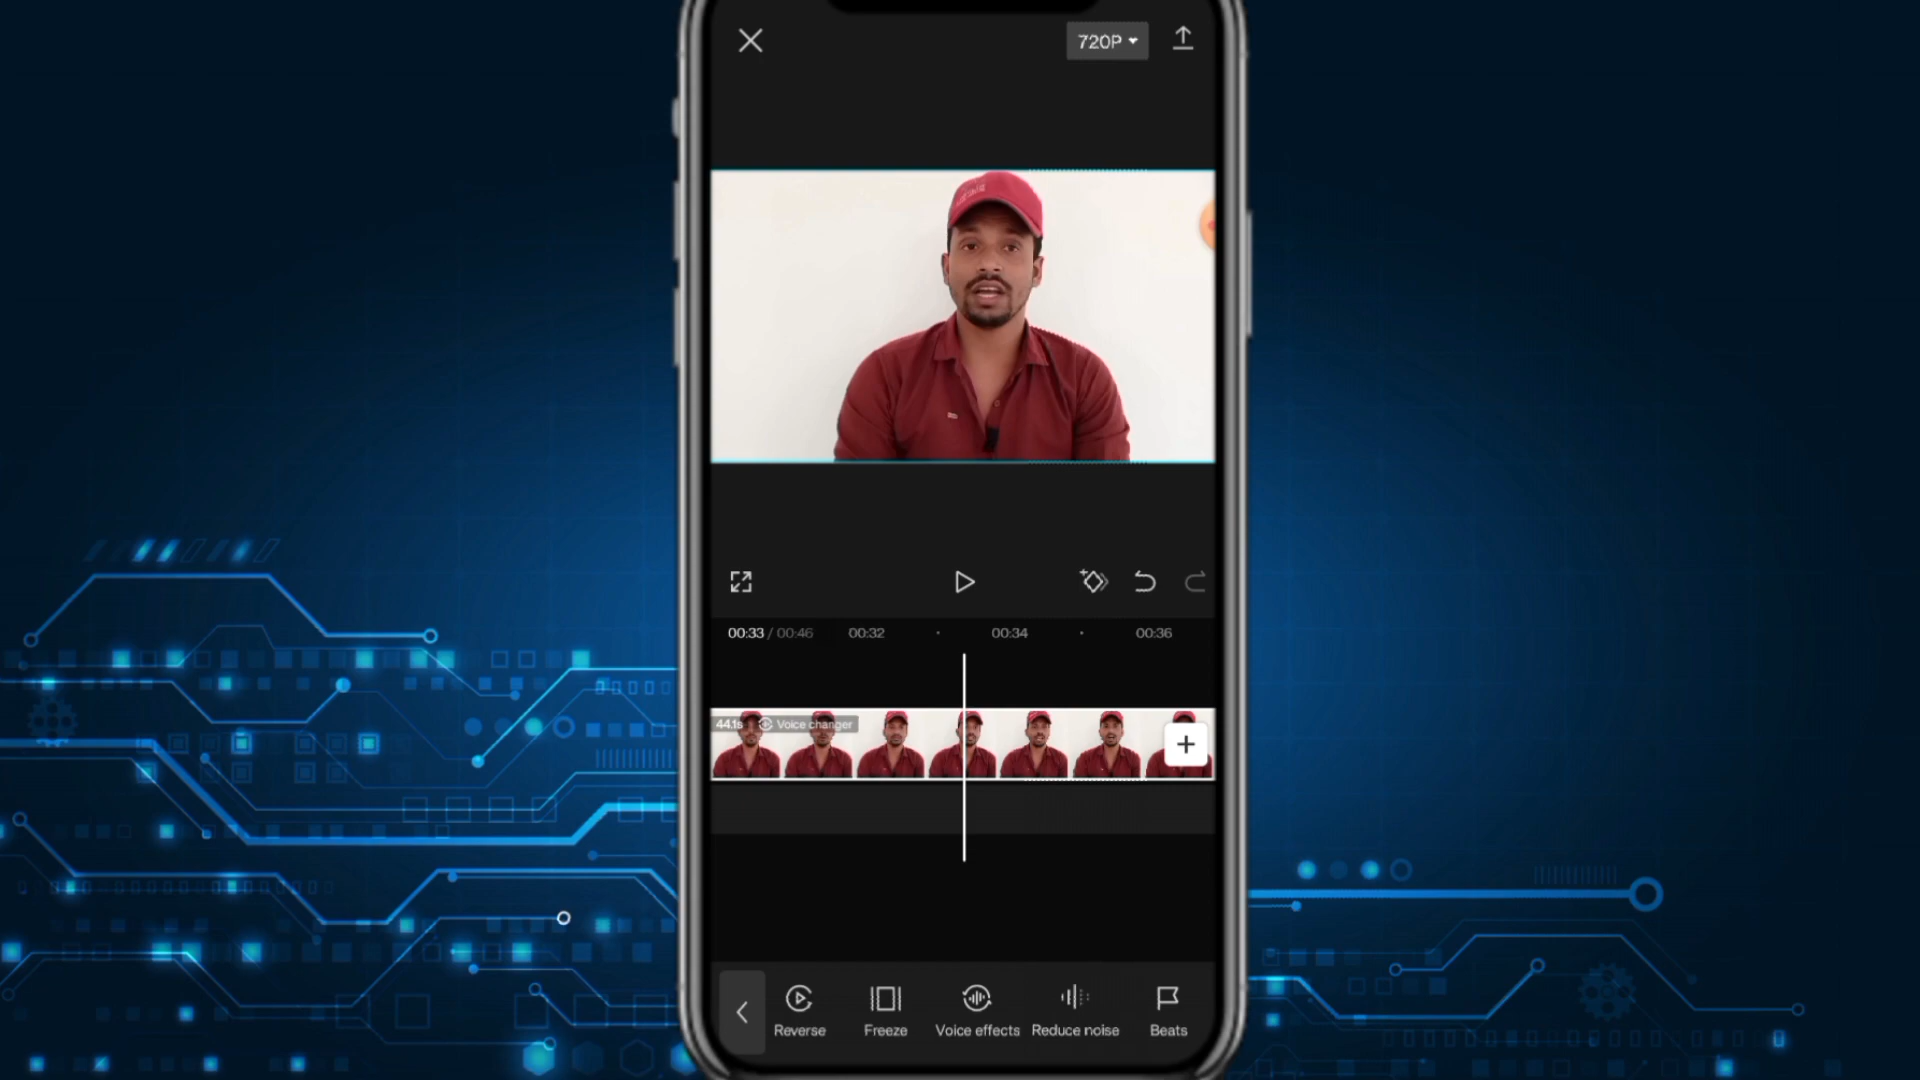 720P
00:33 / 00:46 00:32 00:34 00:36
44.1s Voice changer
Reverse Freeze Voice effects Reduce noise Beats